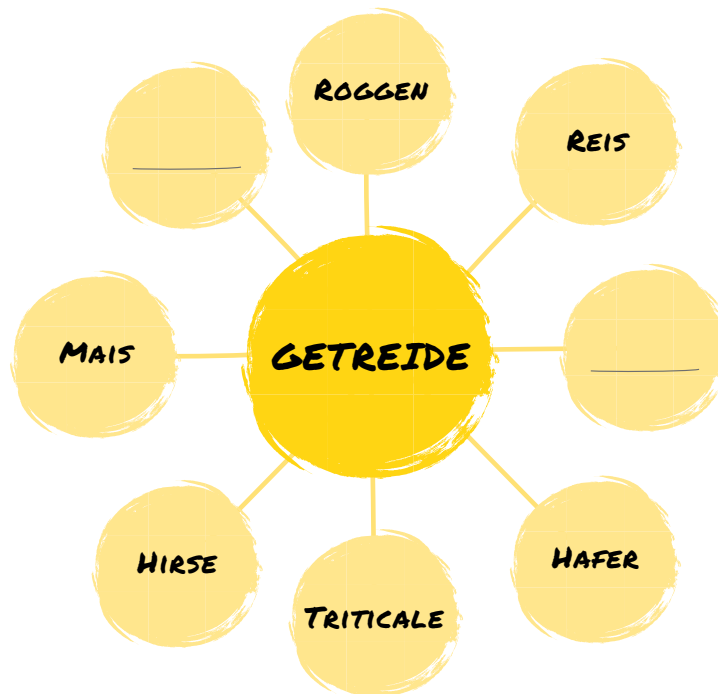 ROGGEN
REIS
MAIS
GETREIDE
HIRSE
HAFER
TRITICALE